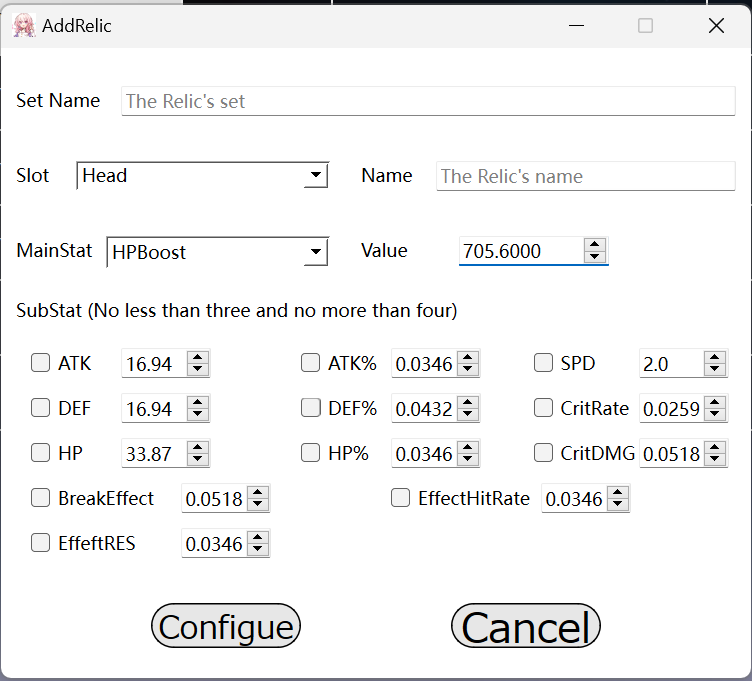 AddRelic
Set Name The Relic's set
Slot Head Name The Relic's name
MainStat HPBoost Value 705.6000
SubStat (No less than three and no more than four)
ATK 16.94 ATK% 0.0346 SPD 2.0
DEF 16.94 DEF% 0.0432 CritRate 0.0259
HP 33.87 HP% 0.0346 CritDMG 0.0518
BreakEffect 0.0518 EffectHitRate 0.0346
EffeftRES 0.0346
Configue Cancel